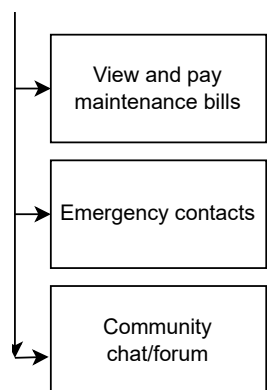 View and pay
maintenance bills
Emergency contacts
Community
chat/forum